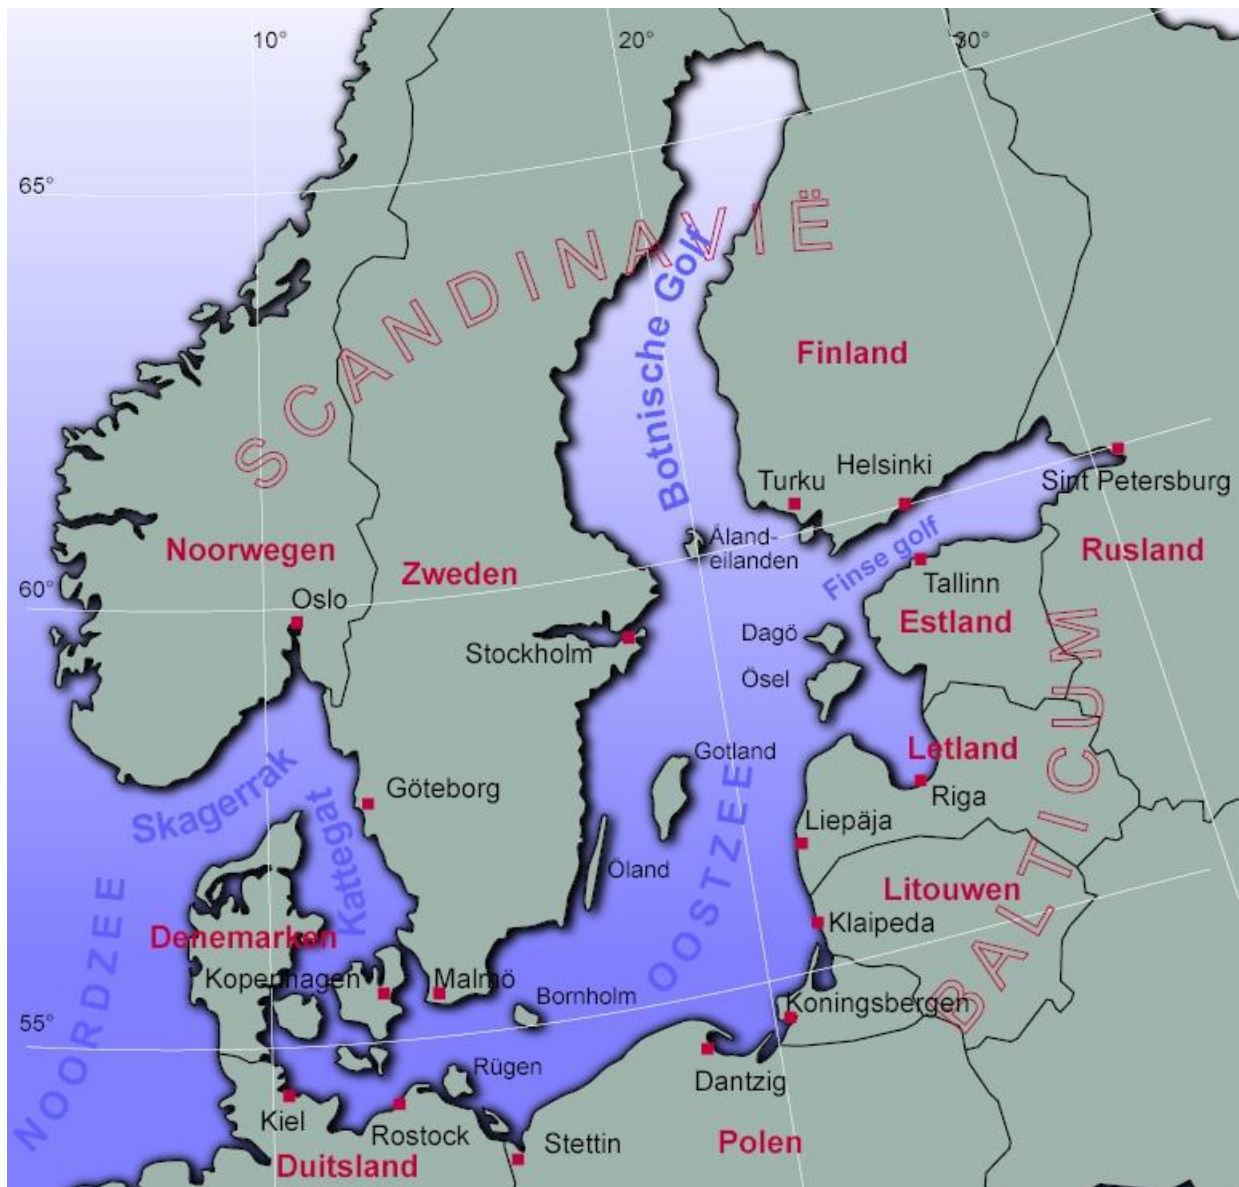 10°
20°
30°
65°
SCANDINAVIË
Botnische Golf
Finland
Helsinki
Turku
Sint Petersburg
Åland-
eilanden
Finse golf
Rusland
Noorwegen
Zweden
Tallinn
60°
Oslo
Estland
Dagö
Stockholm
Ösel
BALTICUM
Letland
Gotland
Skagerrak
Göteborg
Riga
Kattegat
Liepäja
OOSTZEE
Öland
Litouwen
NOORDZEE
Klaipeda
Denemarken
Kopenhagen
Malmö
Bornholm
Koningsbergen
55°
Rügen
Dantzig
Kiel
Rostock
Stettin
Polen
Duitsland